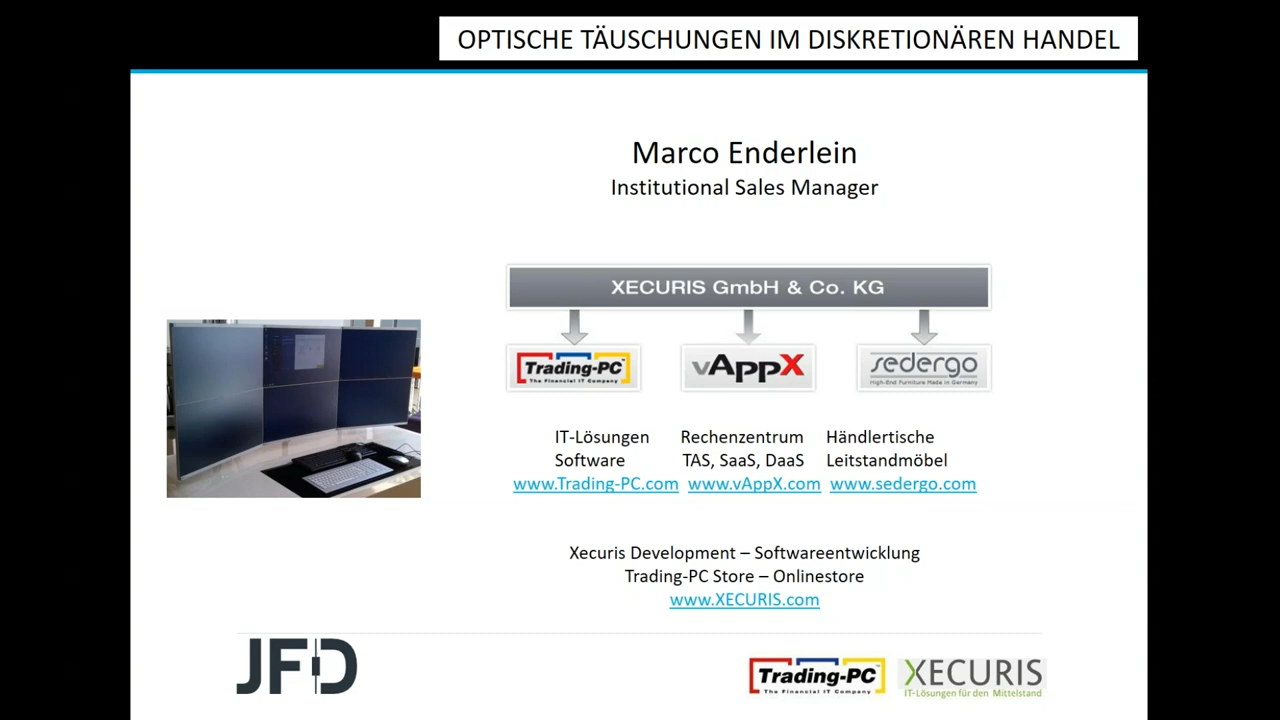 OPTISCHE TÄUSCHUNGEN IM DISKRETIONÄREN HANDEL
Marco Enderlein
Institutional Sales Manager
XECURIS GmbH & Co. KG
Trading-PC
The Financial IT Company
vAppX
sedergo
High-End Furniture Made in Germany
IT-Lösungen
Software
www.Trading-PC.com
Rechenzentrum
TAS, SaaS, DaaS
www.vAppX.com
Händlertische
Leitstandmöbel
www.sedergo.com
Xecuris Development – Softwareentwicklung
Trading-PC Store – Onlinestore
www.XECURIS.com
JFD
Trading-PC
The Financial IT Company
XECURIS
IT-Lösungen für den Mittelstand